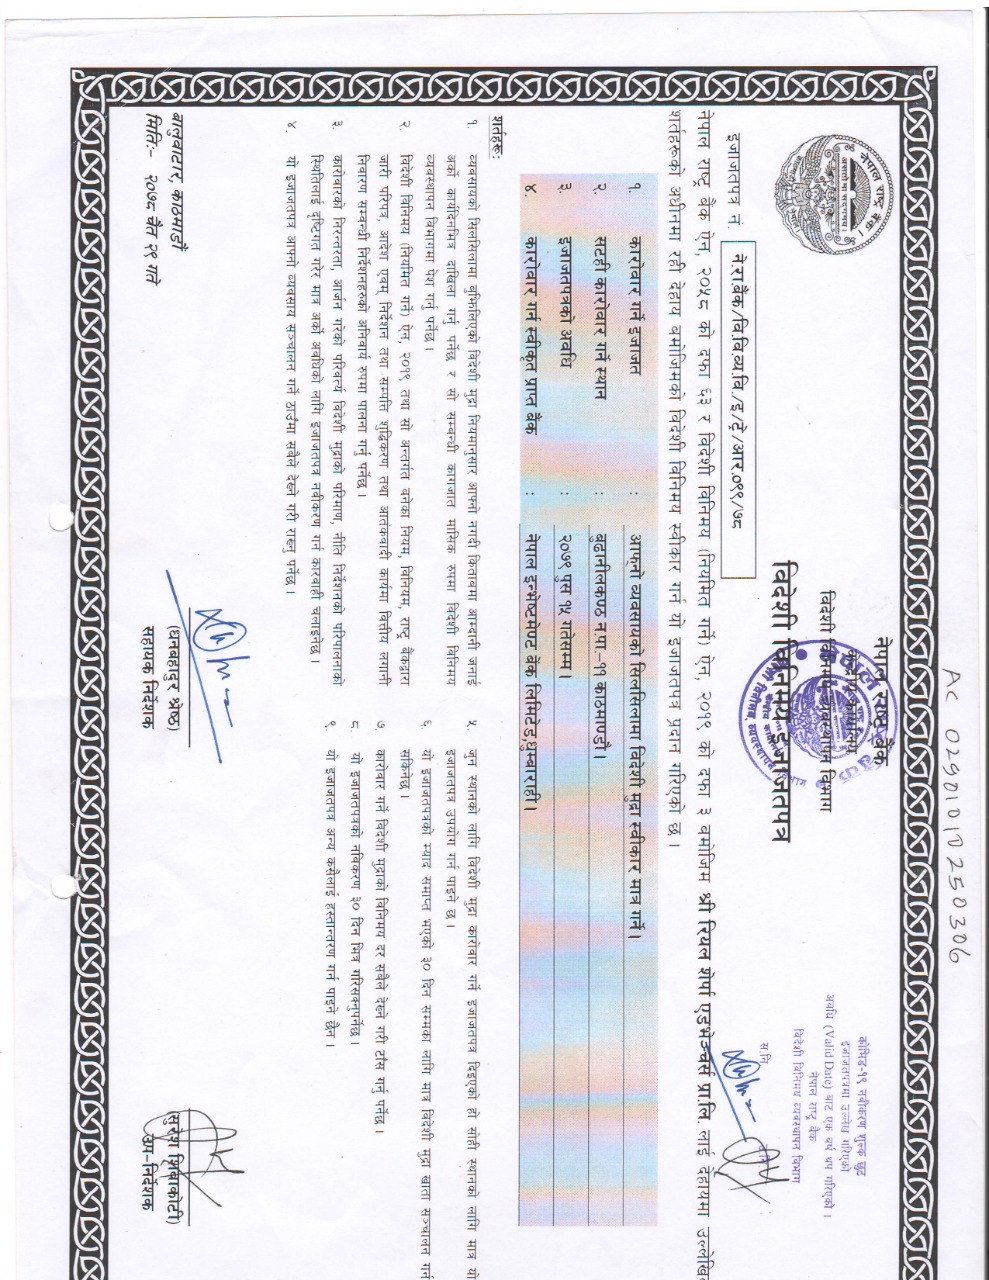 AC 02901010250306
नेपाल राष्ट्र बैंक
केन्द्रीय कार्यालय
विदेशी विनिमय व्यवस्थापन विभाग
विदेशी विनिमय इजाजतपत्र
कोभिड-१९ नवीकरण शुल्क छुट
इजाजतपत्रमा उल्लेख गरिएको
अवधि (Valid Date) बाट एक वर्ष थप गरिएको ।
नेपाल राष्ट्र बैंक
विदेशी विनिमय व्यवस्थापन विभाग
स.नि
इजाजतपत्र नं. ने.रा.बैंक/वि.वि.व्य.वि/इ/ट्रे/आर.०९९/७८
नेपाल राष्ट्र बैंक ऐन, २०५८ को दफा ६३ र विदेशी विनिमय (नियमित गर्ने) ऐन, २०१९ को दफा ३ बमोजिम श्री रियल शेर्पा एड्भेञ्चर्स प्रा.लि. लाई देहायमा उल्लेखित
शर्तहरुको अधीनमा रही देहाय बमोजिमको विदेशी विनिमय स्वीकार गर्न यो इजाजतपत्र प्रदान गरिएको छ ।
१. कारोवार गर्ने इजाजत : आफ्नो व्यवसायको सिलसिलामा विदेशी मुद्रा स्वीकार मात्र गर्ने ।
२. सटही कारोवार गर्ने स्थान : बुढानीलकण्ठ न.पा.-११ काठमाण्डौ ।
३. इजाजतपत्रको अवधि : २०७९ पुस १५ गतेसम्म ।
४. कारोवार गर्न स्वीकृत प्राप्त बैंक : नेपाल इन्भेष्टमेण्ट बैंक लिमिटेड,धुम्बाराही ।
शर्तहरु:
१. व्यवसायको सिलसिलामा बुझिलिएको विदेशी मुद्रा नियमानुसार आफ्नो नगदी किताबमा आम्दानी जनाई
अर्को कार्यदिनभित्र दाखिला गर्नु पर्नेछ र सो सम्बन्धी कागजात मासिक रुपमा विदेशी विनिमय
व्यवस्थापन विभागमा पेश गर्नु पर्नेछ ।
२. विदेशी विनिमय (नियमित गर्ने) ऐन, २०१९ तथा सो अन्तर्गत बनेका नियम, विनियम, राष्ट्र बैंकद्वारा
जारी परिपत्र, आदेश एवम् निर्देशन तथा सम्पत्ति शुद्धिकरण तथा आतंकवादी कार्यमा वित्तीय लगानी
निवारण सम्बन्धी निर्देशनहरुको अनिवार्य रुपमा पालना गर्नु पर्नेछ ।
३. कारोवारको निरन्तरता, आर्जन गरेको परिवर्त्य विदेशी मुद्राको परिमाण, नीति निर्देशनको परिपालनाको
स्थितिलाई दृष्टिगत गरेर मात्र अर्को अवधिको लागि इजाजतपत्र नवीकरण गर्न कारवाही चलाइनेछ ।
४. यो इजाजतपत्र आफ्नो व्यवसाय सञ्चालन गर्ने ठाउँमा सबैले देख्ने गरी राख्नु पर्नेछ ।
५. जुन स्थानको लागि विदेशी मुद्रा कारोवार गर्ने इजाजतपत्र दिइएको हो सोही स्थानको लागि मात्र यो
इजाजतपत्र उपयोग गर्न पाइने छ ।
६. यो इजाजतपत्रको म्याद समाप्त भएको ३० दिन सम्मका लागि मात्र विदेशी मुद्रा खाता सञ्चालन गर्न
सकिनेछ ।
७. कारोवार गर्ने विदेशी मुद्राको विनिमय दर सबैले देख्ने गरी टाँस गर्नु पर्नेछ ।
८. यो इजाजतपत्रको नविकरण ३० दिन भित्र गरिसक्नुपर्नेछ ।
९. यो इजाजतपत्र अन्य कसैलाई हस्तान्तरण गर्न पाइने छैन ।
बालुवाटार, काठमाडौं
मितिः- २०७८ चैत २९ गते
(धनबहादुर श्रेष्ठ)
सहायक निर्देशक
(सुरेश शिवाकोटी)
उप-निर्देशक